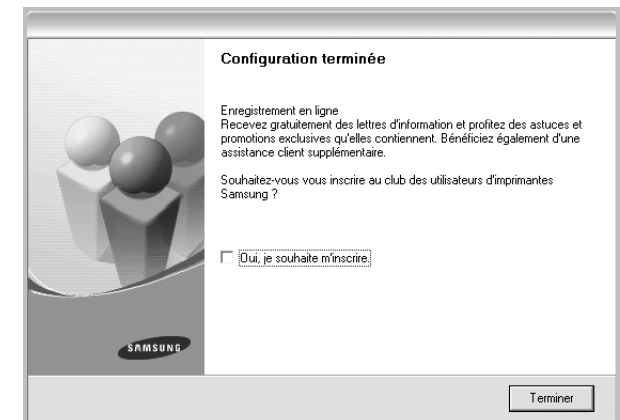 Configuration terminée
Enregistrement en ligne
Recevez gratuitement des lettres d'information et profitez des astuces et
promotions exclusives qu'elles contiennent. Bénéficiez également d'une
assistance client supplémentaire.
Souhaitez-vous vous inscrire au club des utilisateurs d'imprimantes
Samsung ?
Oui, je souhaite m'inscrire.
SAMSUNG
Terminer